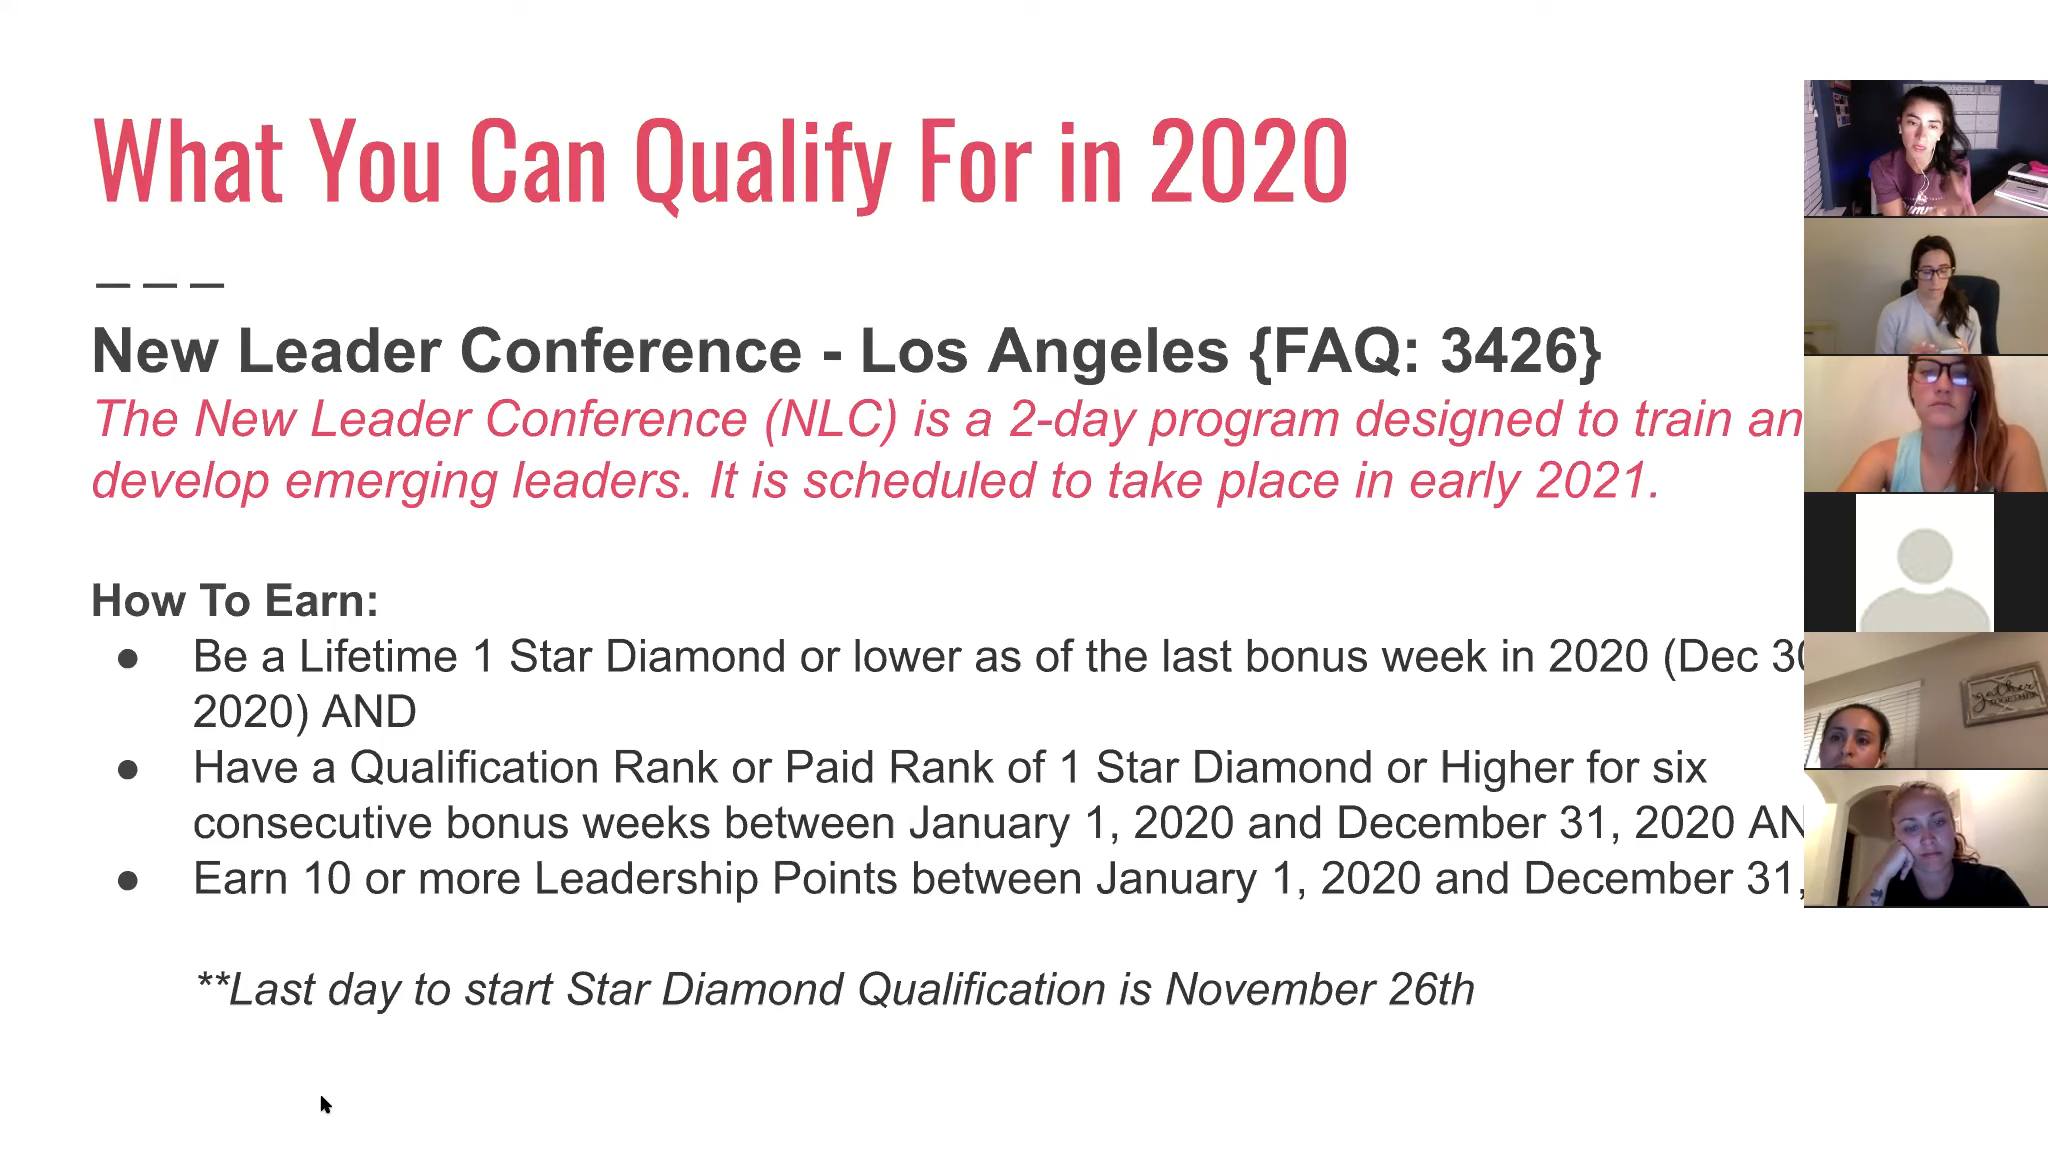 What You Can Qualify For in 2020
New Leader Conference - Los Angeles {FAQ: 3426}
The New Leader Conference (NLC) is a 2-day program designed to train an
develop emerging leaders. It is scheduled to take place in early 2021.
How To Earn:
● Be a Lifetime 1 Star Diamond or lower as of the last bonus week in 2020 (Dec 30
2020) AND
● Have a Qualification Rank or Paid Rank of 1 Star Diamond or Higher for six
consecutive bonus weeks between January 1, 2020 and December 31, 2020 AN
● Earn 10 or more Leadership Points between January 1, 2020 and December 31,
**Last day to start Star Diamond Qualification is November 26th
gather
TOGETHER